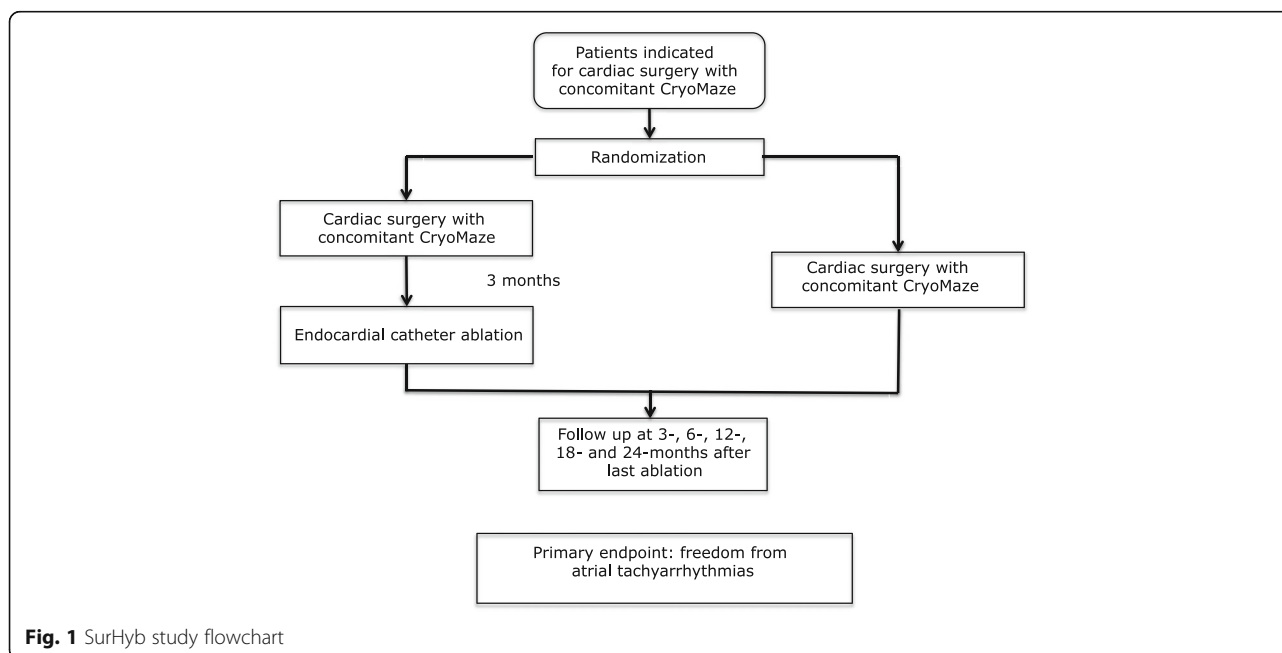 Patients indicated
for cardiac surgery with
concomitant CryoMaze
Randomization
Cardiac surgery with
concomitant CryoMaze
3 months
Endocardial catheter ablation
Cardiac surgery with
concomitant CryoMaze
Follow up at 3-, 6-, 12-,
18- and 24-months after
last ablation
Primary endpoint: freedom from
atrial tachyarrhythmias
Fig. 1 SurHyb study flowchart